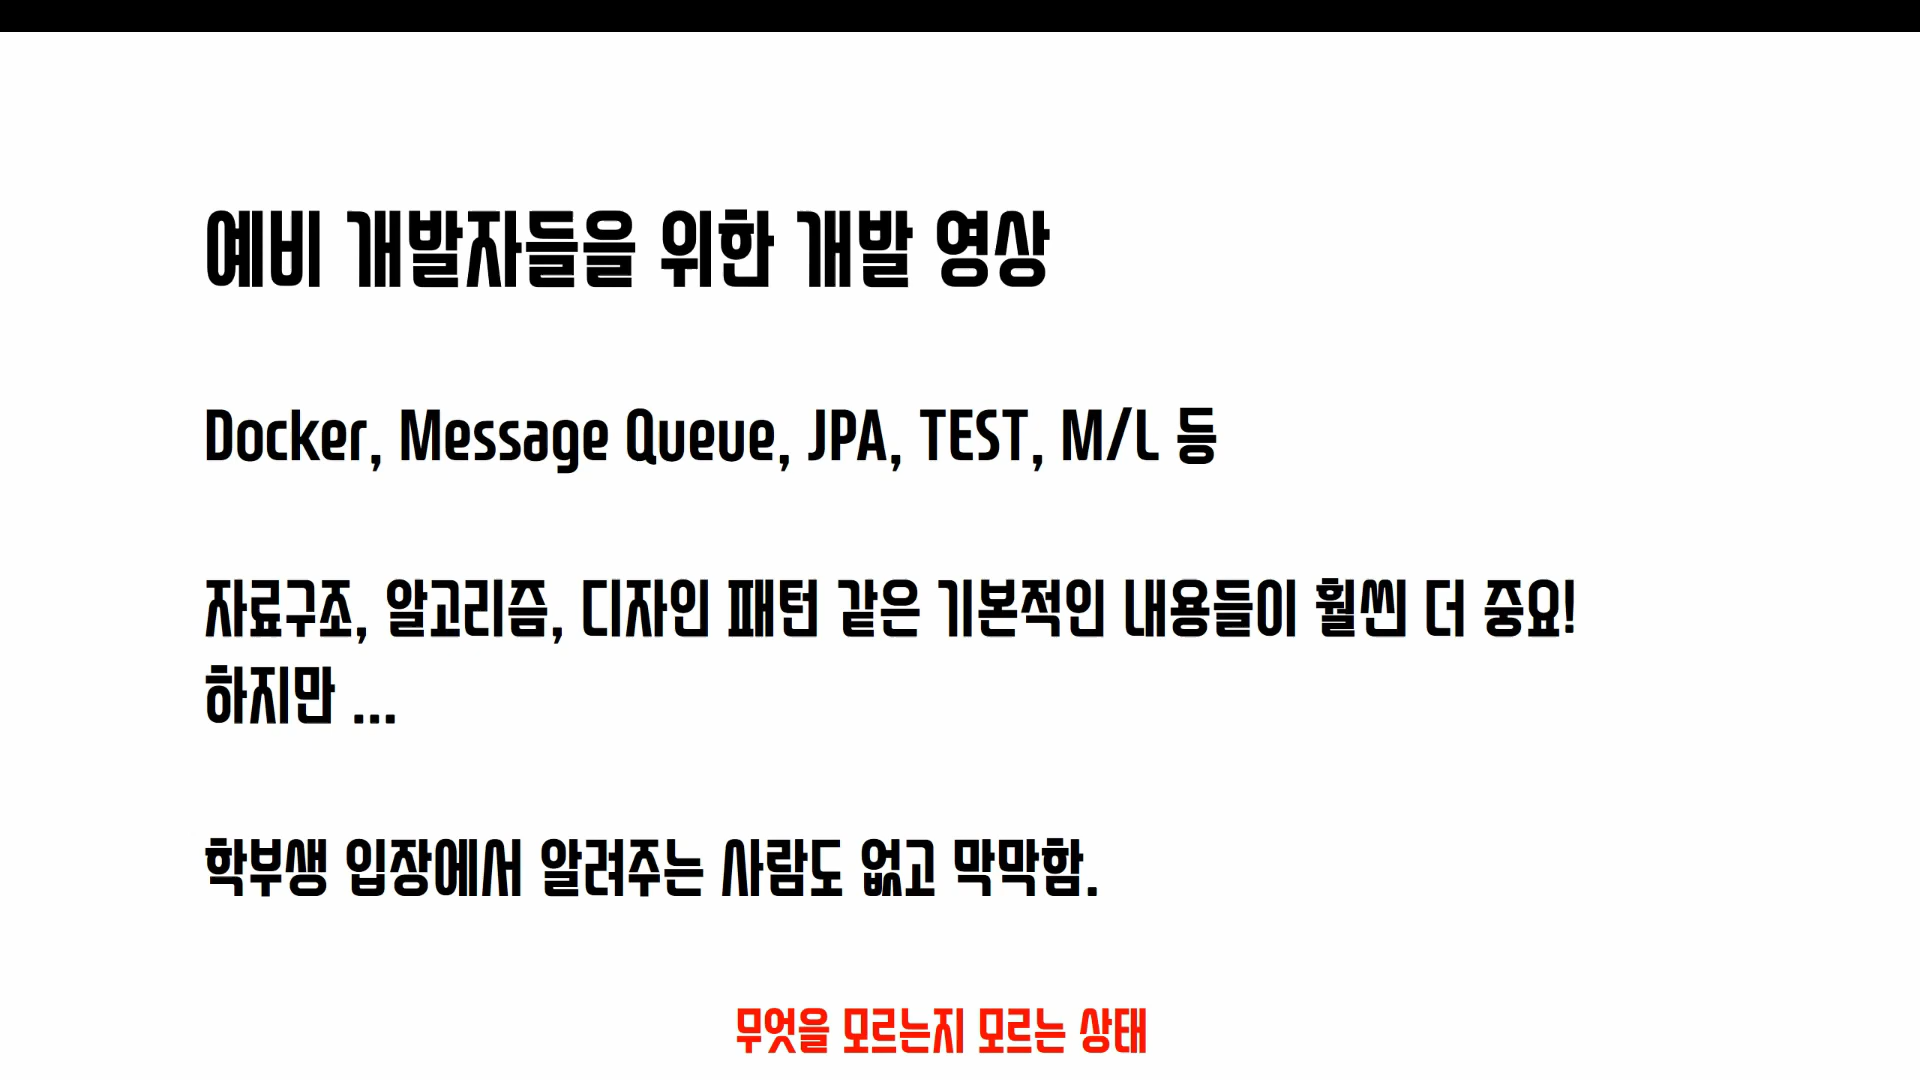 예비 개발자들을 위한 개발 영상
Docker, Message Queue, JPA, TEST, M/L 등
자료구조, 알고리즘, 디자인 패턴 같은 기본적인 내용들이 훨씬 더 중요!
하지만 ...
학부생 입장에서 알려주는 사람도 없고 막막함.
무엇을 모르는지 모르는 상태